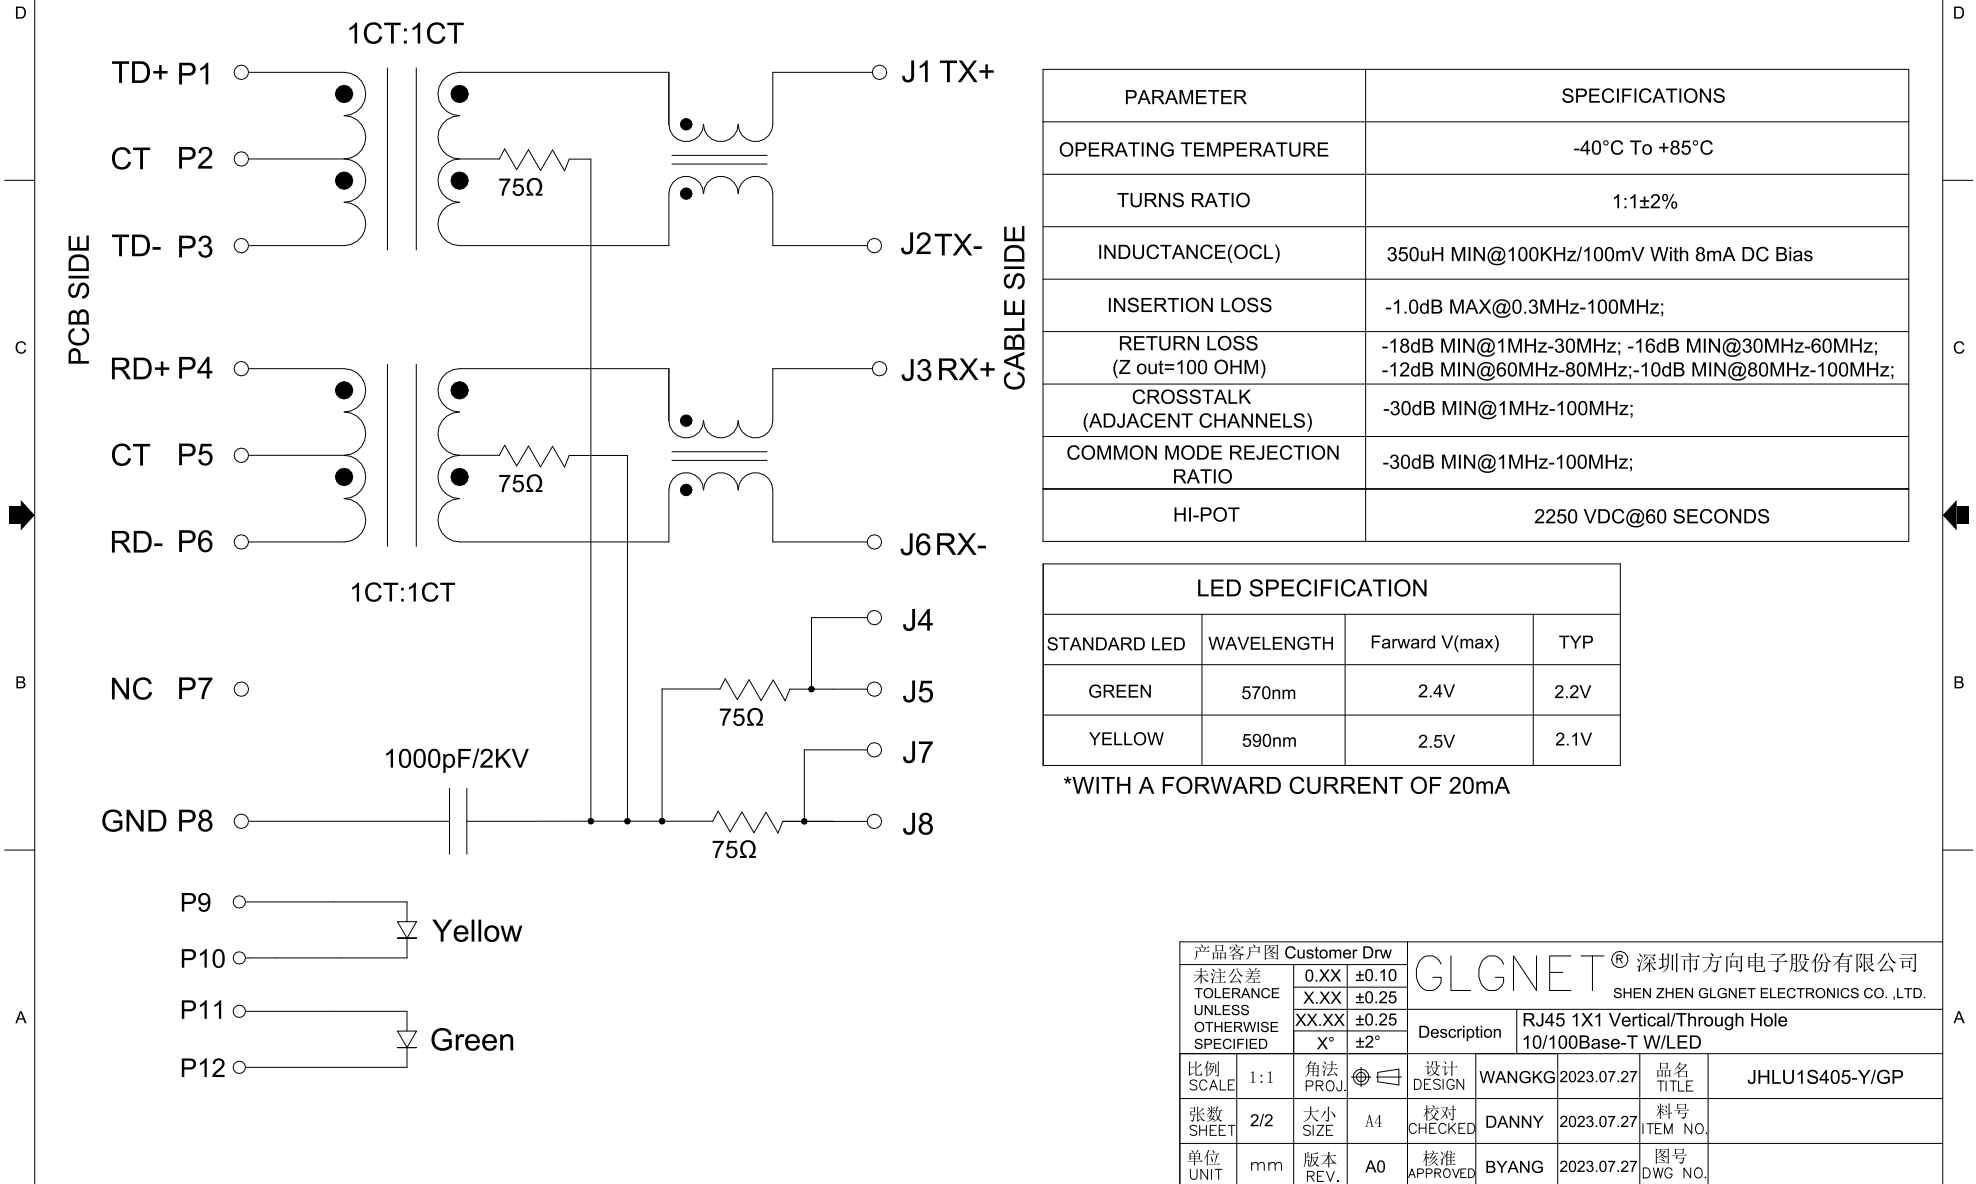 D
D
1CT:1CT
TD+ P1
J1 TX+
CT P2
75Ω
TD- P3
J2 TX-
PCB SIDE
CABLE SIDE
C
C
RD+ P4
J3 RX+
CT P5
75Ω
RD- P6
J6 RX-
1CT:1CT
J4
B
B
NC P7
J5
75Ω
J7
1000pF/2KV
GND P8
J8
75Ω
P9
Yellow
P10
P11
A
A
Green
P12
PARAMETER SPECIFICATIONS
OPERATING TEMPERATURE -40°C To +85°C
TURNS RATIO 1:1±2%
INDUCTANCE(OCL) 350uH MIN@100KHz/100mV With 8mA DC Bias
INSERTION LOSS -1.0dB MAX@0.3MHz-100MHz;
RETURN LOSS
(Z out=100 OHM)
-18dB MIN@1MHz-30MHz; -16dB MIN@30MHz-60MHz;
-12dB MIN@60MHz-80MHz;-10dB MIN@80MHz-100MHz;
CROSSTALK
(ADJACENT CHANNELS)
-30dB MIN@1MHz-100MHz;
COMMON MODE REJECTION
RATIO
-30dB MIN@1MHz-100MHz;
HI-POT 2250 VDC@60 SECONDS
LED SPECIFICATION
STANDARD LED WAVELENGTH Farward V(max) TYP
GREEN 570nm 2.4V 2.2V
YELLOW 590nm 2.5V 2.1V
*WITH A FORWARD CURRENT OF 20mA
产品客户图 Customer Drw
未注公差
TOLERANCE
UNLESS
OTHERWISE
SPECIFIED
0.XX ±0.10
X.XX ±0.25
XX.XX ±0.25
X° ±2°
GLGNET ® 深圳市方向电子股份有限公司
SHEN ZHEN GLGNET ELECTRONICS CO. ,LTD.
Description
RJ45 1X1 Vertical/Through Hole
10/100Base-T W/LED
比例
SCALE
1:1
角法
PROJ.
设计
DESIGN
WANGKG 2023.07.27
品名
TITLE
JHLU1S405-Y/GP
张数
SHEET
2/2
大小
SIZE
A4
校对
CHECKED
DANNY 2023.07.27
料号
ITEM NO.
单位
UNIT
mm
版本
REV.
A0
核准
APPROVED
BYANG 2023.07.27
图号
DWG NO.